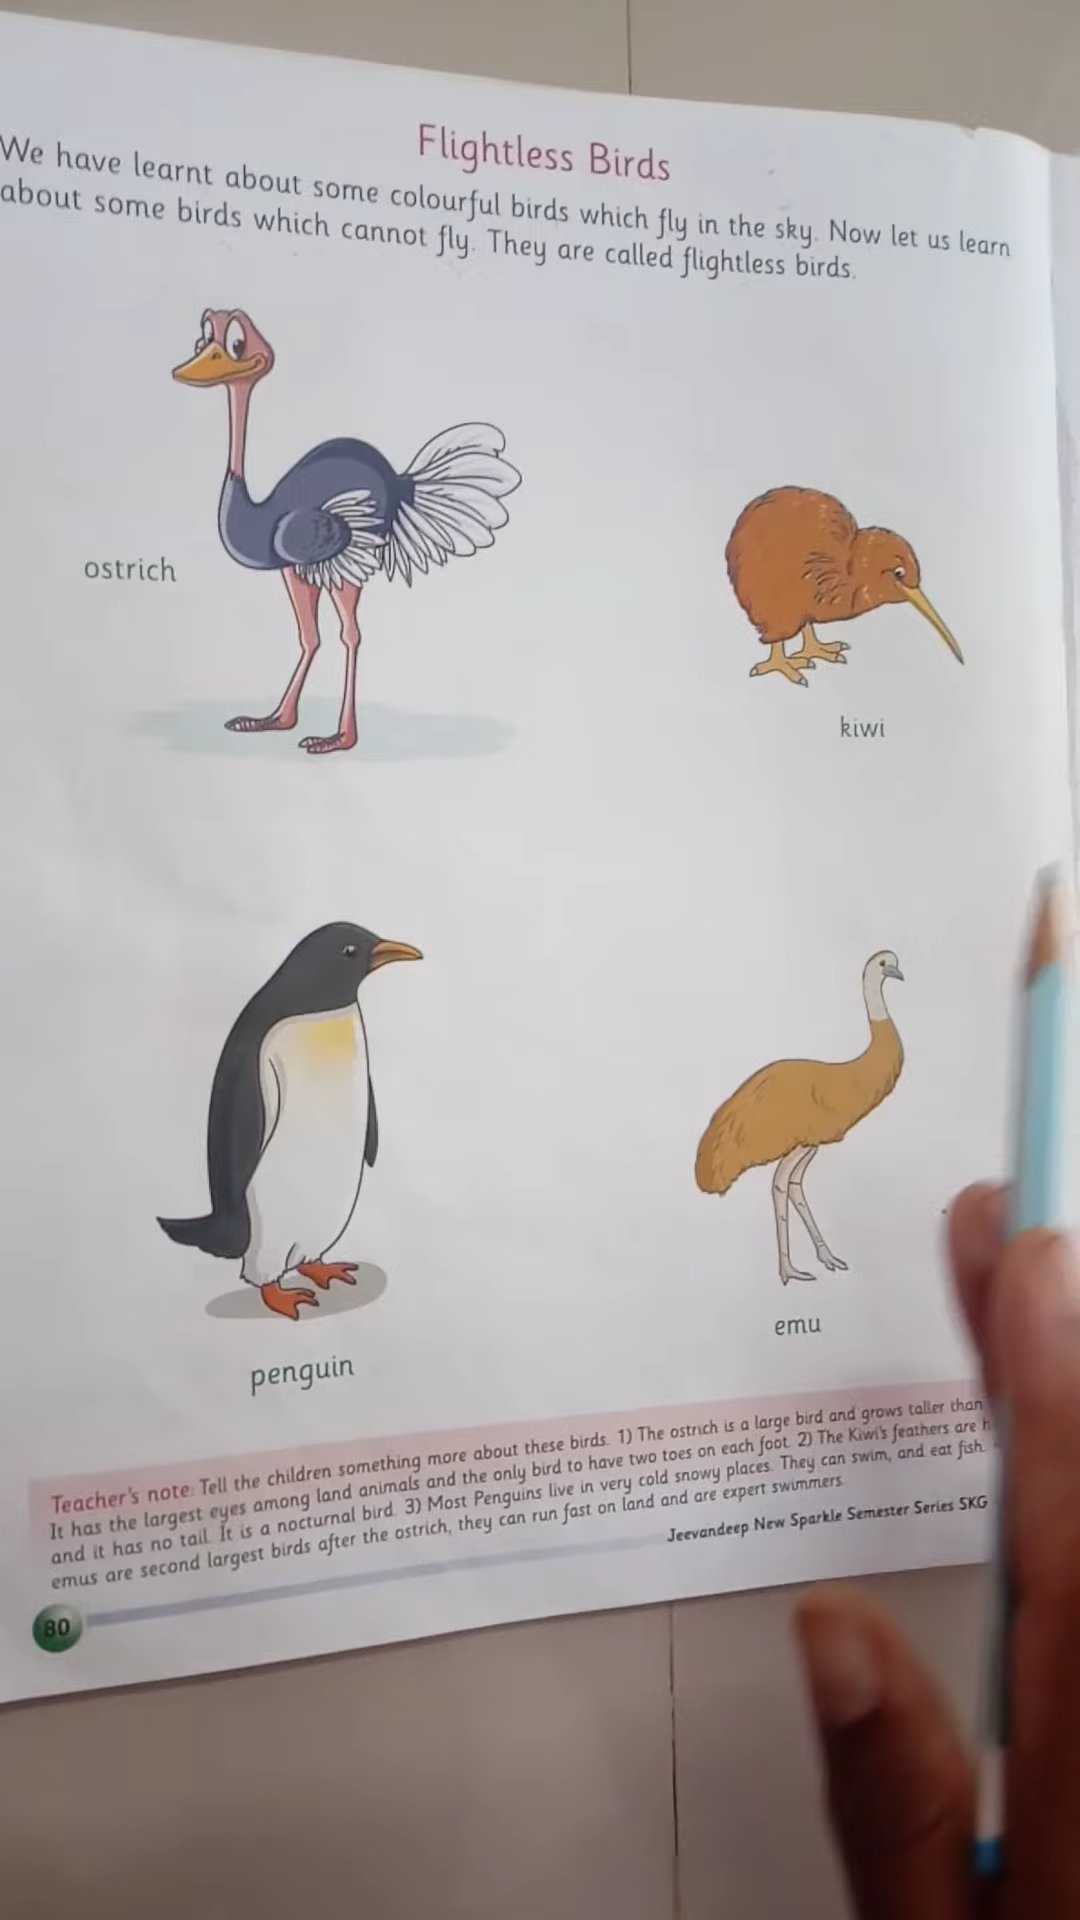 Flightless Birds
We have learnt about some colourful birds which fly in the sky. Now let us learn
about some birds which cannot fly. They are called flightless birds.
ostrich
kiwi
penguin
emu
Teacher's note: Tell the children something more about these birds. 1) The ostrich is a large bird and grows taller than
It has the largest eyes among land animals and the only bird to have two toes on each foot. 2) The Kiwi's feathers are
and it has no tail. It is a nocturnal bird. 3) Most Penguins live in very cold snowy places. They can swim, and eat fish.
emus are second largest birds after the ostrich, they can run fast on land and are expert swimmers.
Jeevandeep New Sparkle Semester Series SKG
80